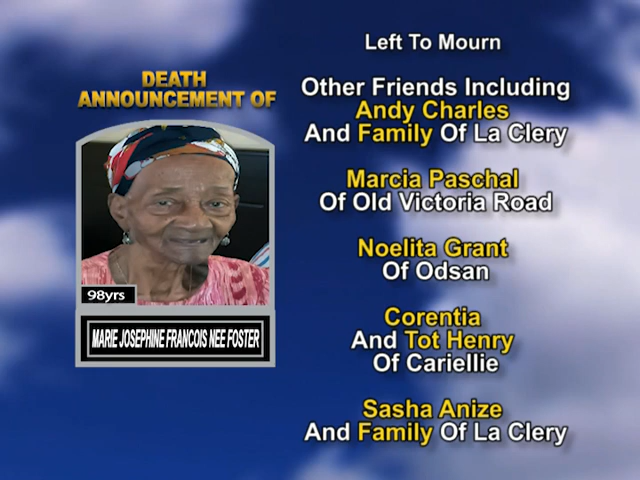 DEATH
ANNOUNCEMENT OF
98yrs
MARIE JOSEPHINE FRANCOIS NEE FOSTER
Left To Mourn
Other Friends Including
Andy Charles
And Family Of La Clery
Marcia Paschal
Of Old Victoria Road
Noelita Grant
Of Odsan
Corentia
And Tot Henry
Of Cariellie
Sasha Anize
And Family Of La Clery